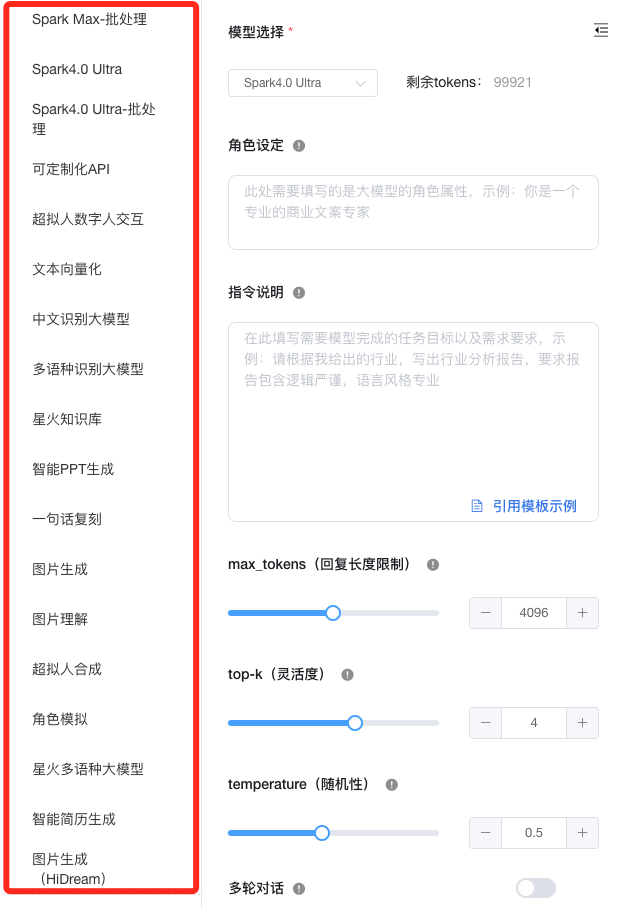 Spark Max-批处理
Spark4.0 Ultra
Spark4.0 Ultra-批处
理
可定制化API
超拟人数字人交互
文本向量化
中文识别大模型
多语种识别大模型
星火知识库
智能PPT生成
一句话复刻
图片生成
图片理解
超拟人合成
角色模拟
星火多语种大模型
智能简历生成
图片生成
（HiDream）
模型选择 *
Spark4.0 Ultra
剩余tokens： 99921
角色设定
此处需要填写的是大模型的角色属性，示例：你是一个
专业的商业文案专家
指令说明
在此填写需要模型完成的任务目标以及需求要求，示
例：请根据我给出的行业，写出行业分析报告，要求报
告包含逻辑严谨，语言风格专业
引用模板示例
max_tokens（回复长度限制）
4096
top-k（灵活度）
4
temperature（随机性）
0.5
多轮对话